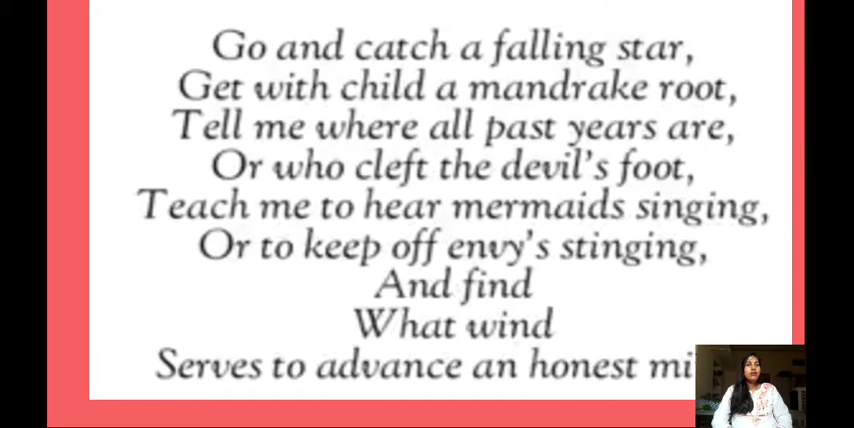 Go and catch a falling star,
Get with child a mandrake root,
Tell me where all past years are,
Or who cleft the devil's foot,
Teach me to hear mermaids singing,
Or to keep off envy's stinging,
And find
What wind
Serves to advance an honest